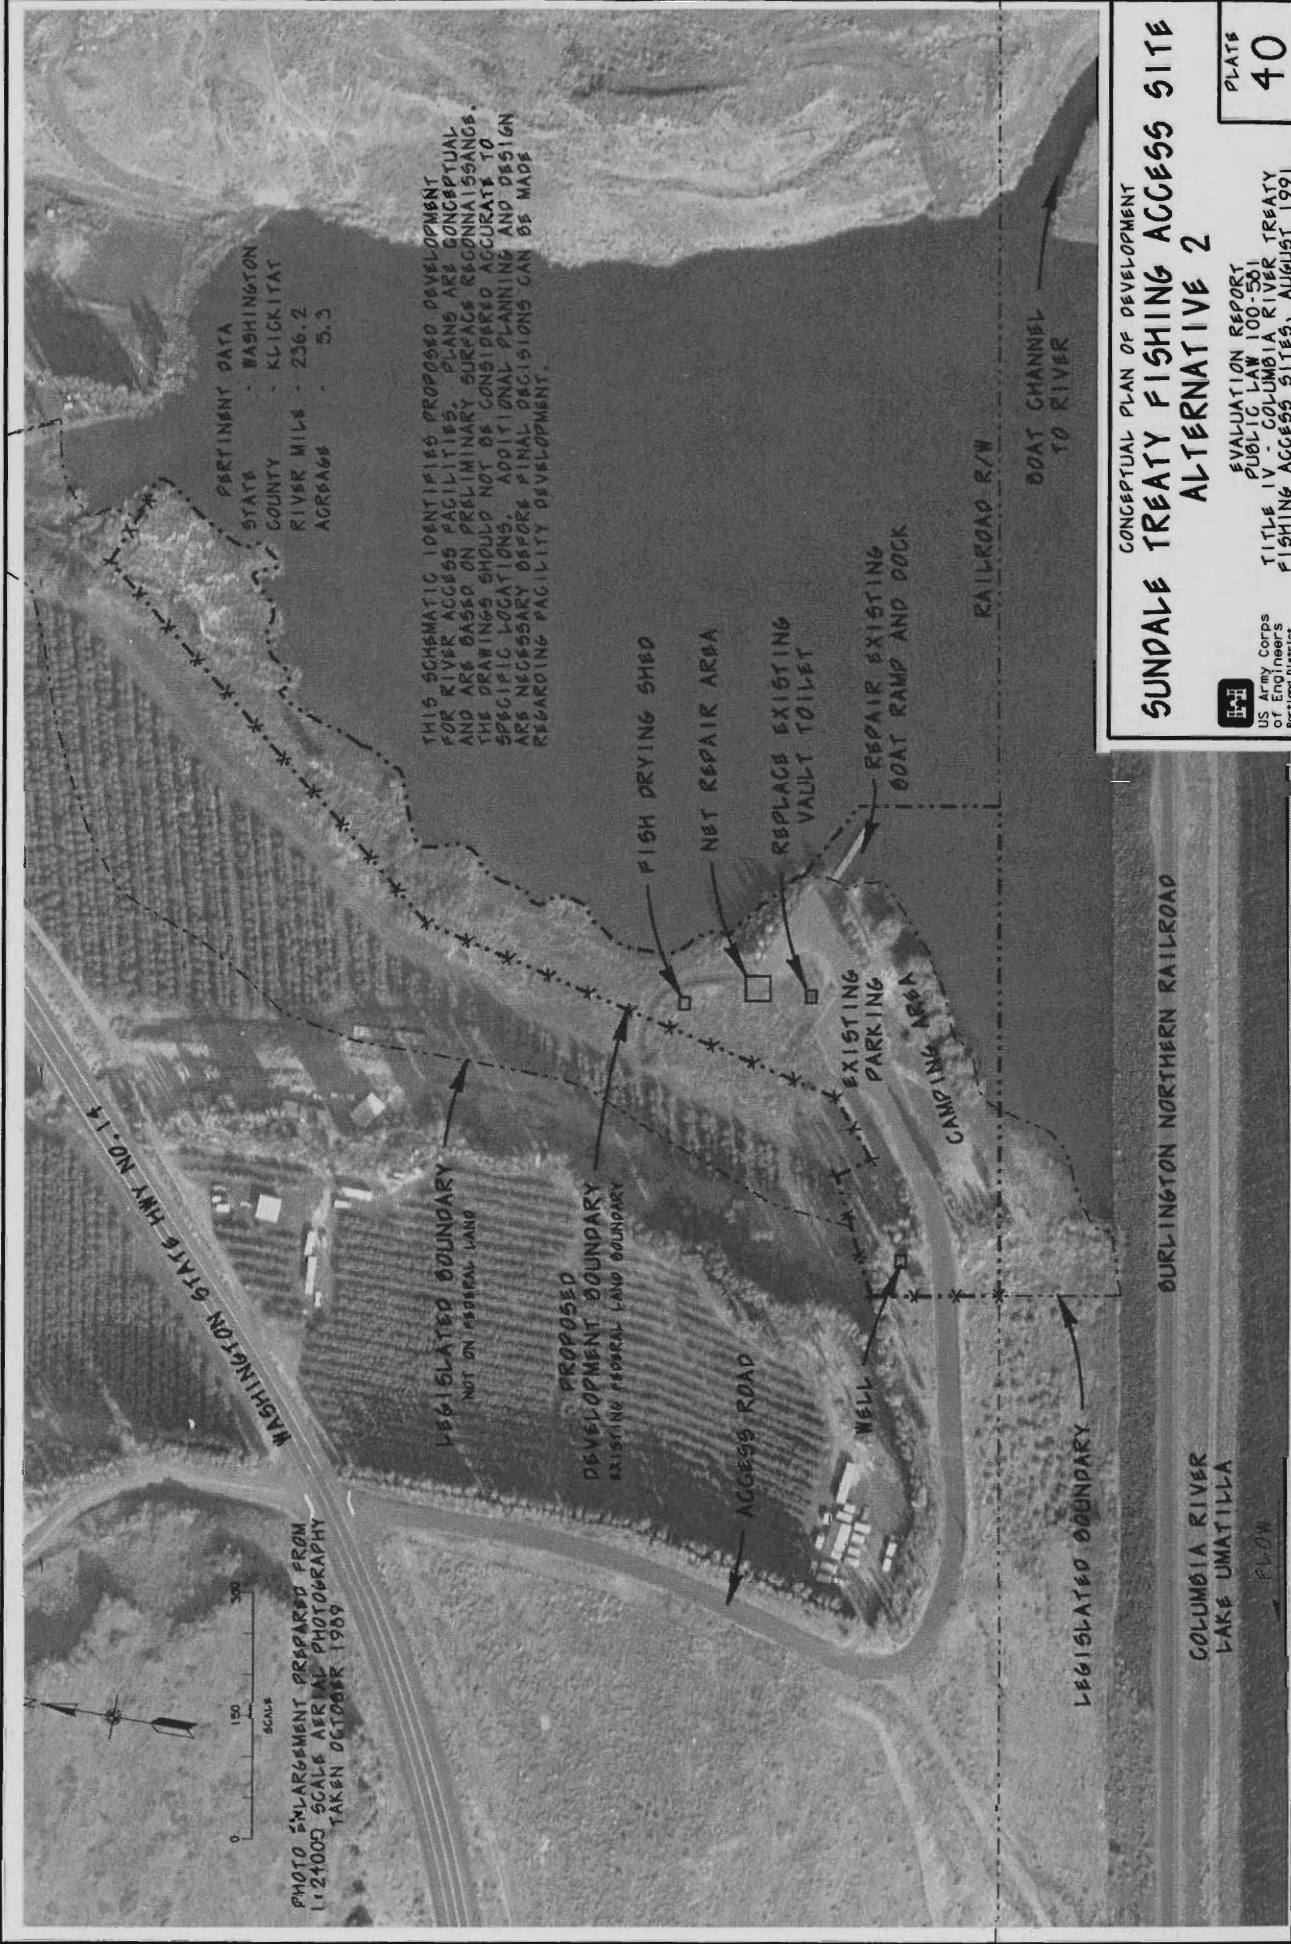 PERTINENT DATA
STATE - WASHINGTON
COUNTY - KLICKITAT
RIVER MILE - 236.2
ACREAGE - 5.3
THIS SCHEMATIC IDENTIFIES PROPOSED DEVELOPMENT
FOR RIVER ACCESS FACILITIES. PLANS ARE CONCEPTUAL
AND ARE BASED ON PRELIMINARY SURFACE RECONNAISSANCE.
THE DRAWINGS SHOULD NOT BE CONSIDERED ACCURATE TO
SPECIFIC LOCATIONS. ADDITIONAL PLANNING AND DESIGN
ARE NECESSARY BEFORE FINAL DECISIONS CAN BE MADE
REGARDING FACILITY DEVELOPMENT.
N
0 150 300
SCALE
PHOTO ENLARGEMENT PREPARED FROM
1:24000 SCALE AERIAL PHOTOGRAPHY
TAKEN OCTOBER 1989
WASHINGTON STATE HWY NO. 14
LEGISLATED BOUNDARY
NOT ON FEDERAL LAND
PROPOSED
DEVELOPMENT BOUNDARY
EXISTING FEDERAL LAND BOUNDARY
ACCESS ROAD
WELL
FISH DRYING SHED
NET REPAIR AREA
REPLACE EXISTING
VAULT TOILET
REPAIR EXISTING
BOAT RAMP AND DOCK
EXISTING
PARKING
CAMPING AREA
RAILROAD R/W
BOAT CHANNEL
TO RIVER
LEGISLATED BOUNDARY
BURLINGTON NORTHERN RAILROAD
COLUMBIA RIVER
LAKE UMATILLA
FLOW
CONCEPTUAL PLAN OF DEVELOPMENT
SUNDALE TREATY FISHING ACCESS SITE
ALTERNATIVE 2
US Army Corps
of Engineers
Portland District
EVALUATION REPORT
PUBLIC LAW 100-581
TITLE IV - COLUMBIA RIVER TREATY
FISHING ACCESS SITES, AUGUST 1991
PLATE
40